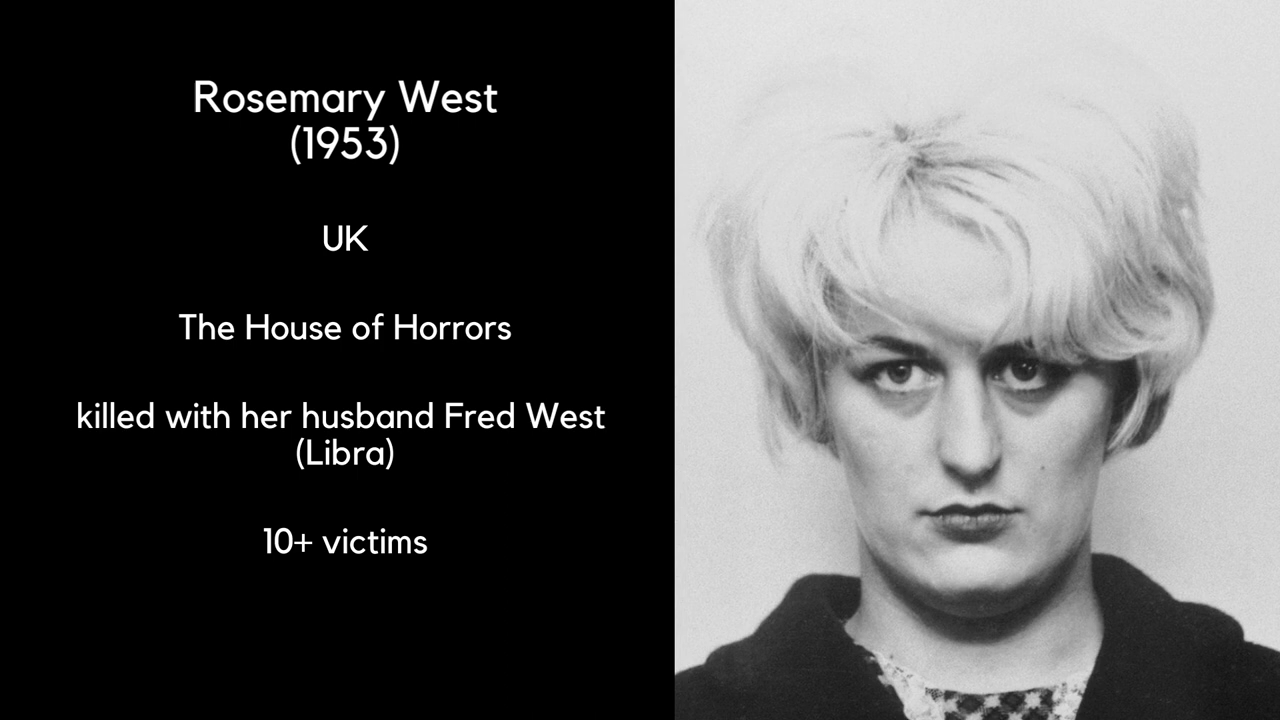 Rosemary West
(1953)
UK
The House of Horrors
killed with her husband Fred West
(Libra)
10+ victims